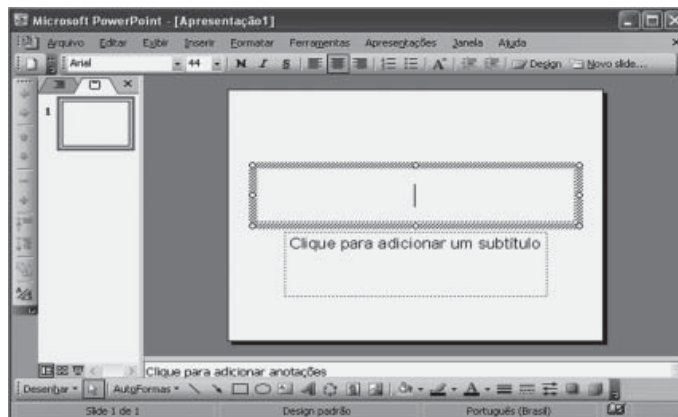 Microsoft PowerPoint - [Apresentação1]
Arquivo Editar Exibir Inserir Formatar Ferramentas Apresentações Janela Ajuda
Arial 44 N I S Design Novo slide...
1
Clique para adicionar um subtítulo
Clique para adicionar anotações
Desenhar AutoFormas
Slide 1 de 1 Design padrão Português (Brasil)